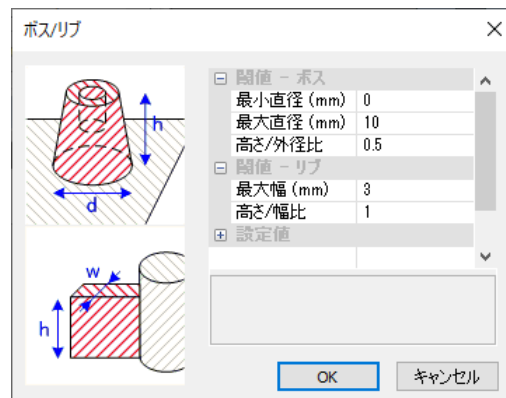 ボス/リブ
閾値 - ボス
最小直径 (mm) 0
最大直径 (mm) 10
高さ/外径比 0.5
閾値 - リブ
最大幅 (mm) 3
高さ/幅比 1
設定値
h
d
w
h
OK キャンセル